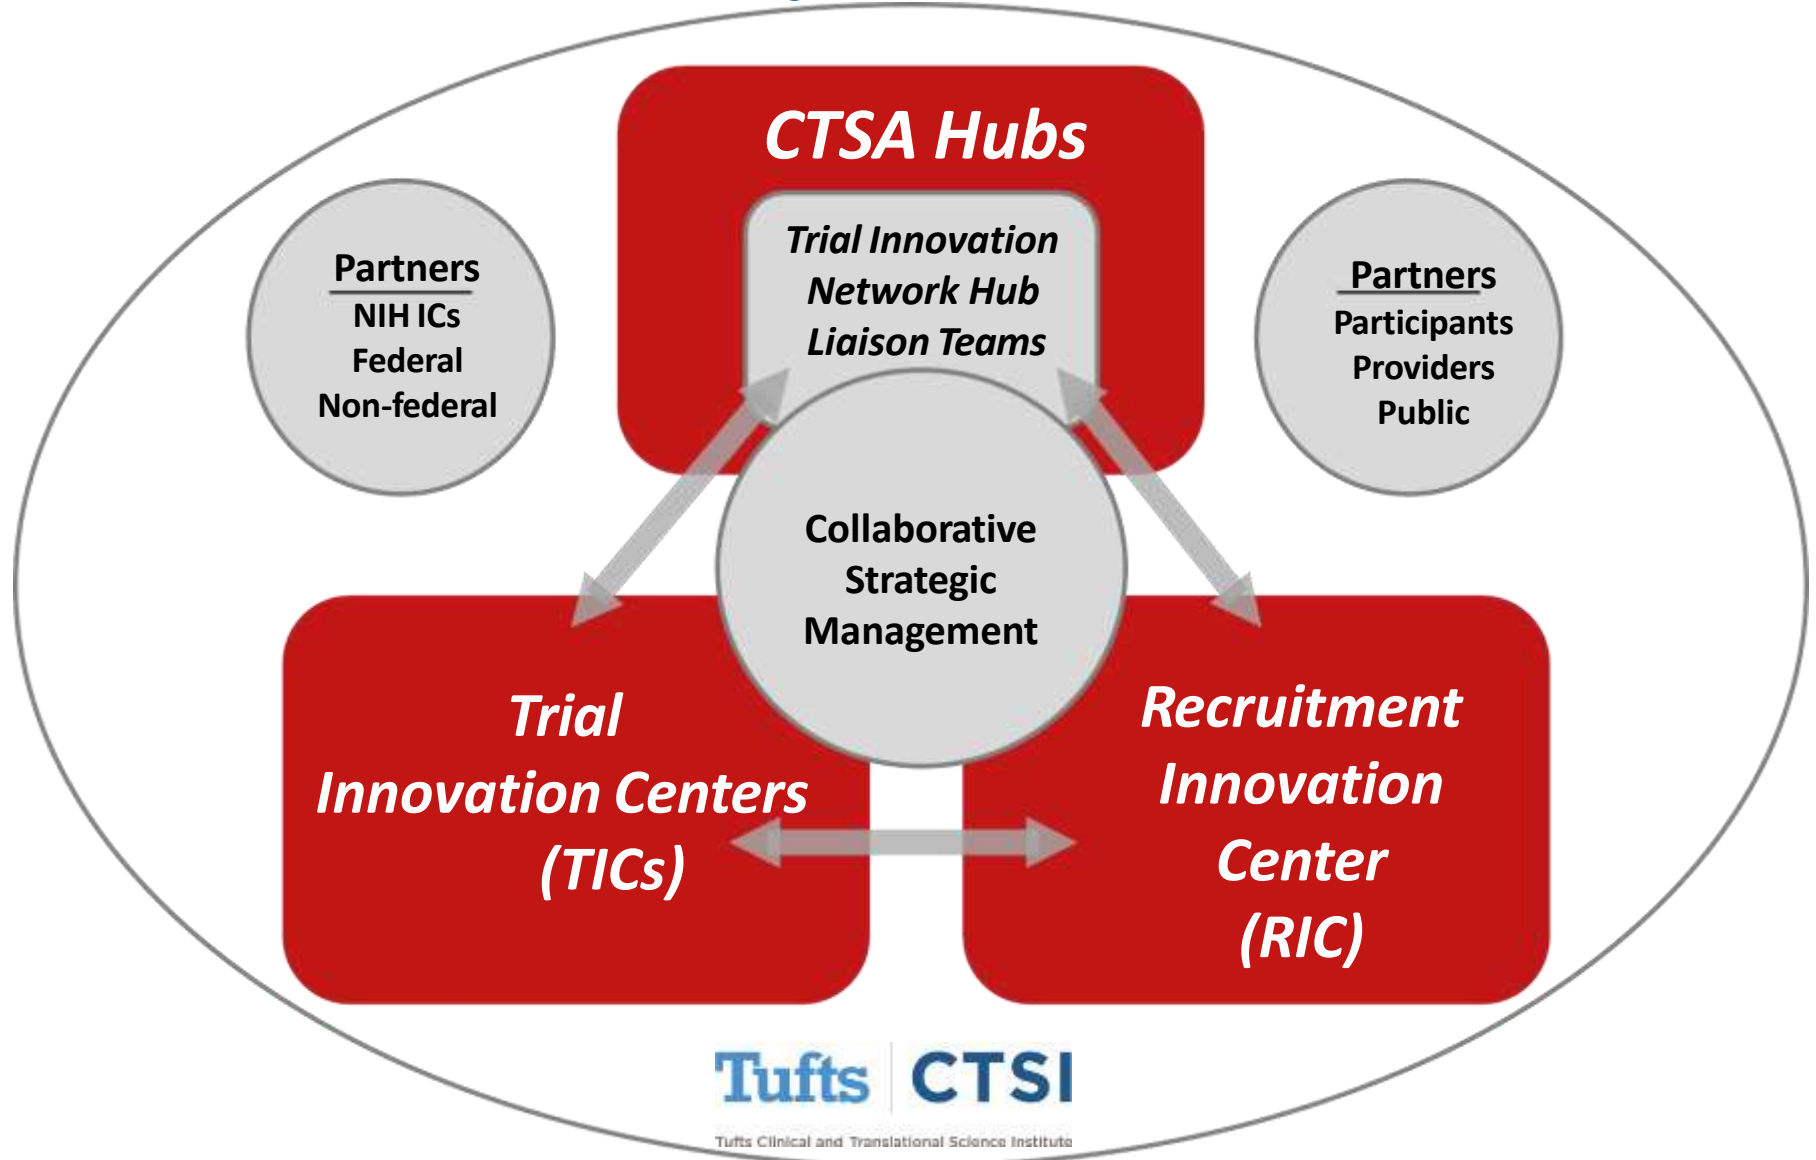 CTSA Hubs
Trial Innovation
Network Hub
Liaison Teams
Partners
NIH ICs
Federal
Non-federal
Partners
Participants
Providers
Public
Collaborative
Strategic
Management
Trial
Innovation Centers
(TICs)
Recruitment
Innovation
Center
(RIC)
Tufts CTSI
Tufts Clinical and Translational Science Institute